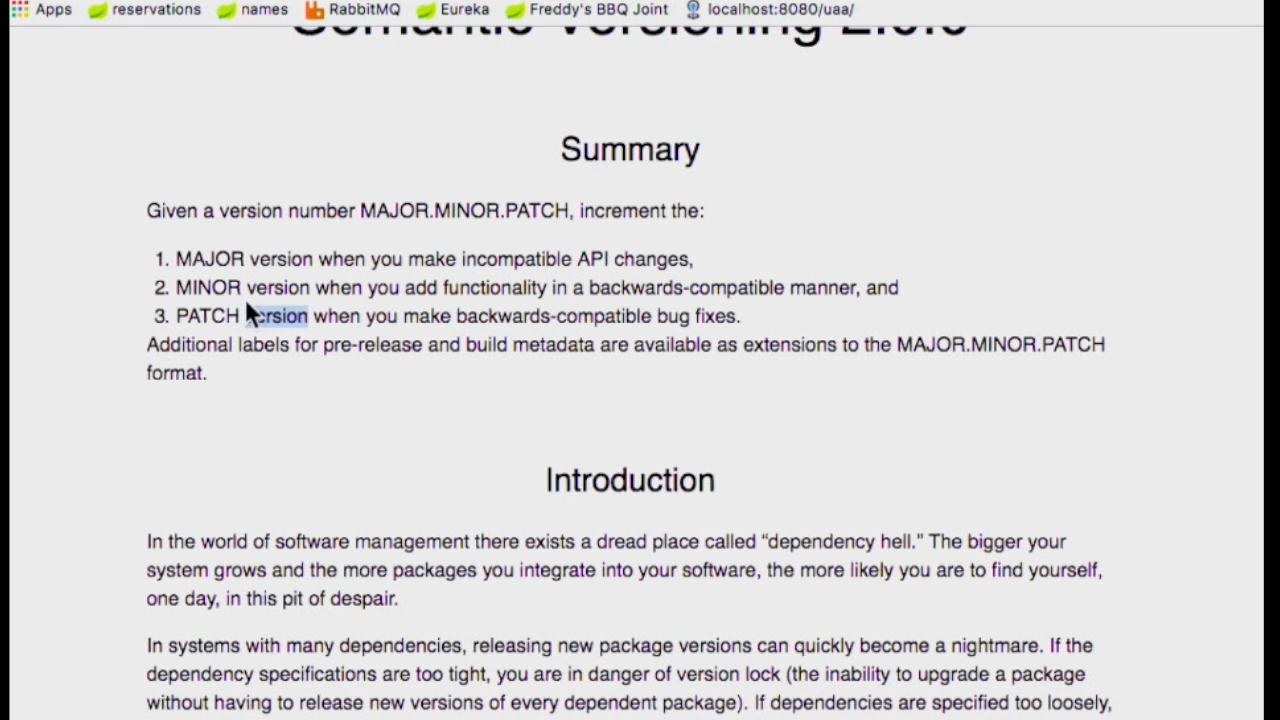 Apps reservations names RabbitMQ Eureka Freddy's BBQ Joint localhost:8080/uaa/
Semantic Versioning 2.0.0
Summary
Given a version number MAJOR.MINOR.PATCH, increment the:
1. MAJOR version when you make incompatible API changes,
2. MINOR version when you add functionality in a backwards-compatible manner, and
3. PATCH version when you make backwards-compatible bug fixes.
Additional labels for pre-release and build metadata are available as extensions to the MAJOR.MINOR.PATCH
format.
Introduction
In the world of software management there exists a dread place called “dependency hell.” The bigger your
system grows and the more packages you integrate into your software, the more likely you are to find yourself,
one day, in this pit of despair.
In systems with many dependencies, releasing new package versions can quickly become a nightmare. If the
dependency specifications are too tight, you are in danger of version lock (the inability to upgrade a package
without having to release new versions of every dependent package). If dependencies are specified too loosely,